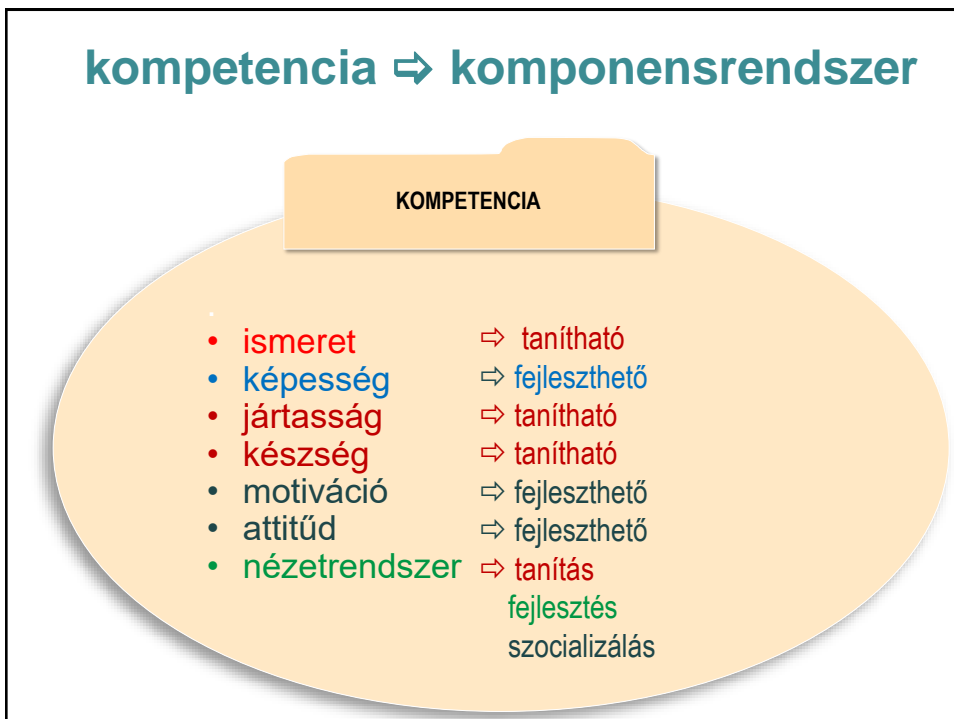 kompetencia ⇨ komponensrendszer
KOMPETENCIA
•
• ismeret ⇨ tanítható
• képesség ⇨ fejleszthető
• jártasság ⇨ tanítható
• készség ⇨ tanítható
• motiváció ⇨ fejleszthető
• attitűd ⇨ fejleszthető
• nézetrendszer ⇨ tanítás
fejlesztés
szocializálás